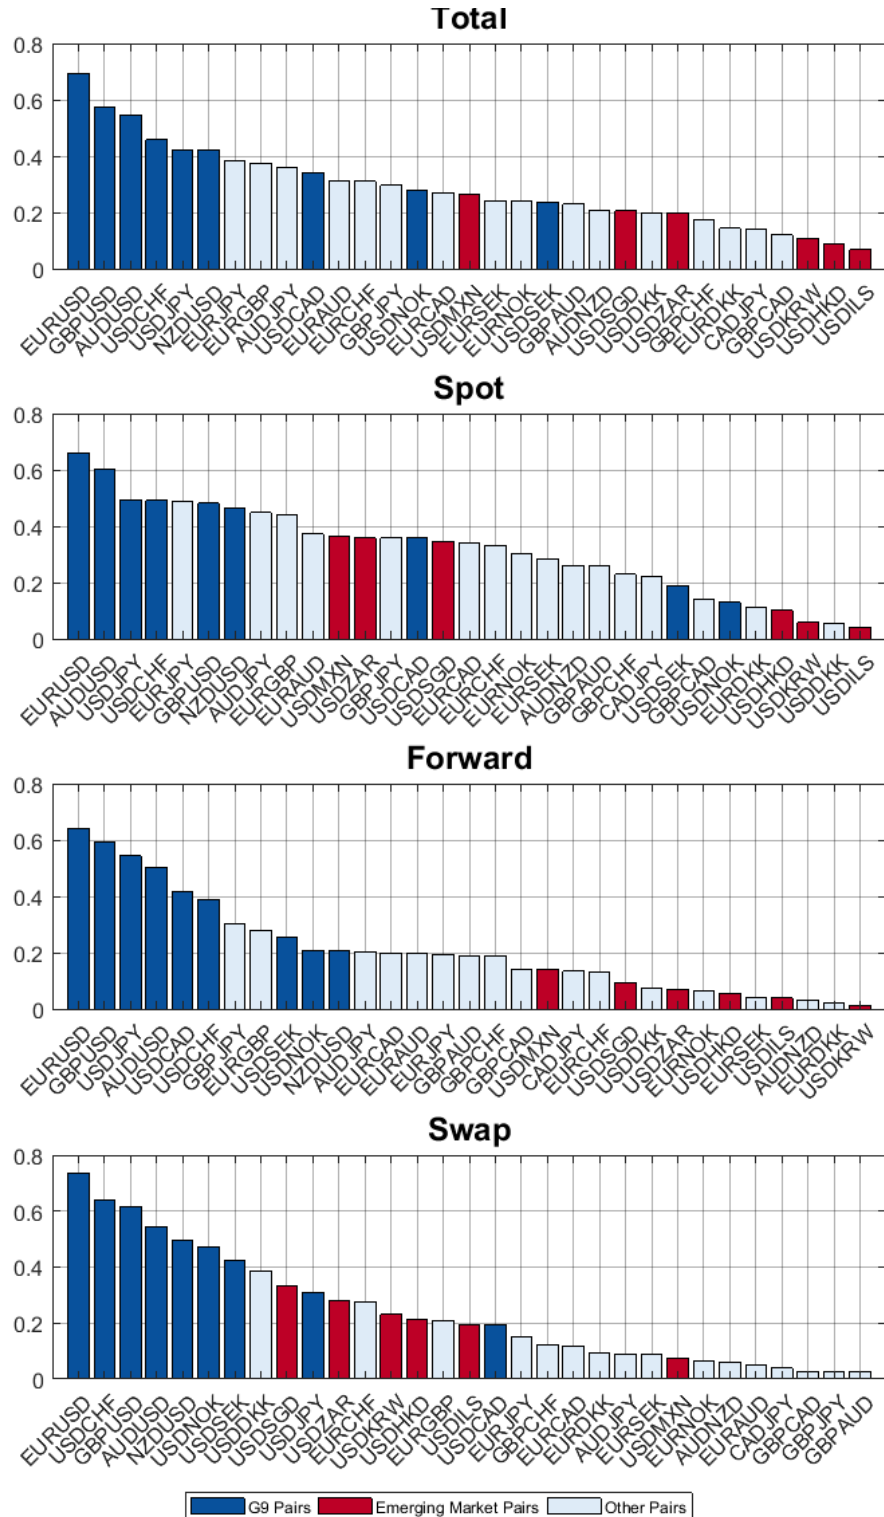 Total
0.8
0.6
0.4
0.2
0
EURUSD
GBPUSD
AUDUSD
USDCHF
USDJPY
NZDUSD
EURJPY
EURGBP
AUDJPY
USDCAD
EURAUD
EURCHF
GBPJPY
USDNOK
EURCAD
USDMXN
EURSEK
EURNOK
USDSEK
GBPAUD
AUDNZD
USDSGD
USDDKK
USDZAR
GBPCHF
EURDKK
CADJPY
GBPCAD
USDKRW
USDHKD
USDILS
Spot
0.8
0.6
0.4
0.2
0
EURUSD
AUDUSD
USDJPY
USDCHF
EURJPY
GBPUSD
NZDUSD
AUDJPY
EURGBP
EURAUD
USDMXN
USDZAR
GBPJPY
USDCAD
USDSGD
EURCAD
EURCHF
EURNOK
EURSEK
AUDNZD
GBPAUD
GBPCHF
CADJPY
USDSEK
GBPCAD
USDNOK
EURDKK
USDHKD
USDKRW
USDDKK
USDILS
Forward
0.8
0.6
0.4
0.2
0
EURUSD
GBPUSD
USDJPY
AUDUSD
USDCAD
USDCHF
GBPJPY
EURGBP
USDSEK
USDNOK
NZDUSD
AUDJPY
EURCAD
EURAUD
EURJPY
GBPAUD
GBPCHF
GBPCAD
USDMXN
CADJPY
EURCHF
USDSGD
USDDKK
USDZAR
EURNOK
USDHKD
EURSEK
USDILS
AUDNZD
EURDKK
USDKRW
Swap
0.8
0.6
0.4
0.2
0
EURUSD
USDCHF
GBPUSD
AUDUSD
NZDUSD
USDNOK
USDSEK
USDDKK
USDSGD
USDJPY
USDZAR
EURCHF
USDKRW
USDHKD
EURGBP
USDILS
USDCAD
EURJPY
GBPCHF
EURCAD
EURDKK
AUDJPY
EURSEK
USDMXN
EURNOK
AUDNZD
EURAUD
CADJPY
GBPCAD
GBPJPY
GBPAUD
G9 Pairs Emerging Market Pairs Other Pairs